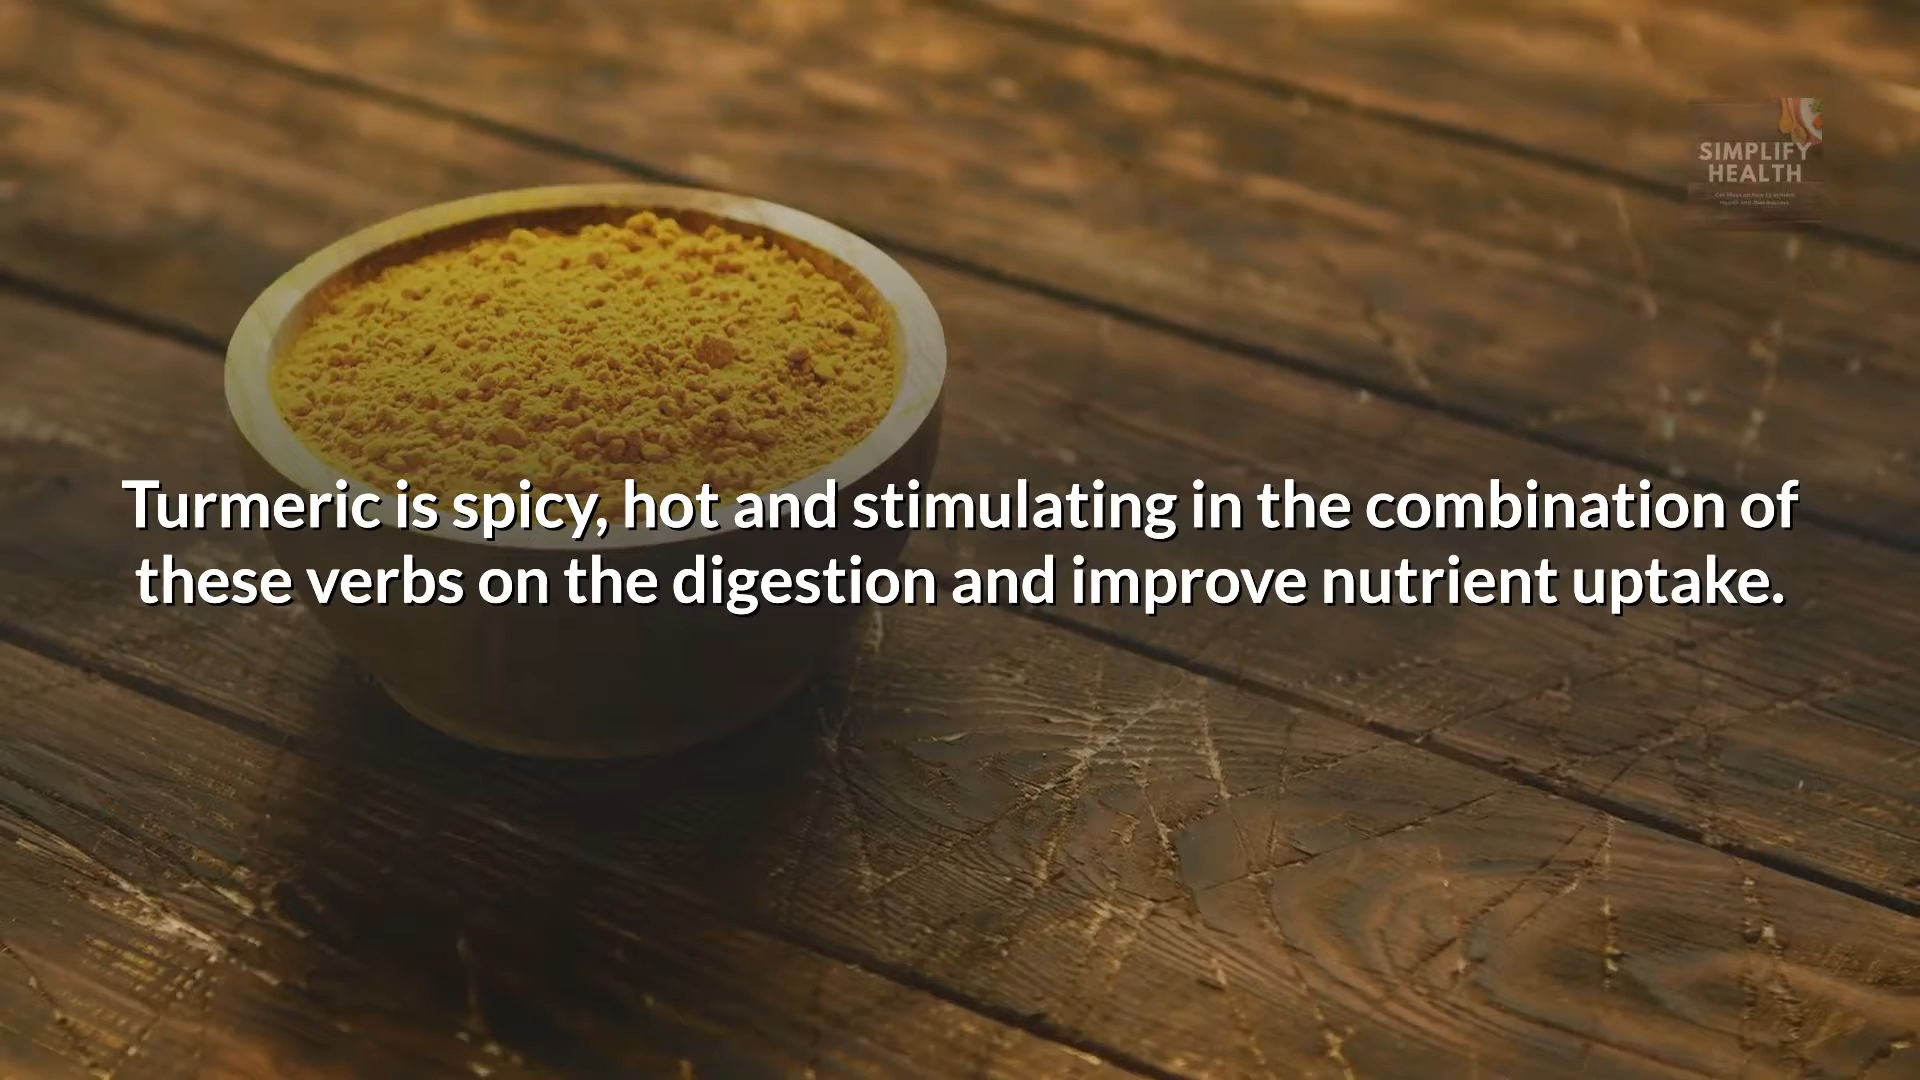 SIMPLIFY
HEALTH
Turmeric is spicy, hot and stimulating in the combination of
these verbs on the digestion and improve nutrient uptake.